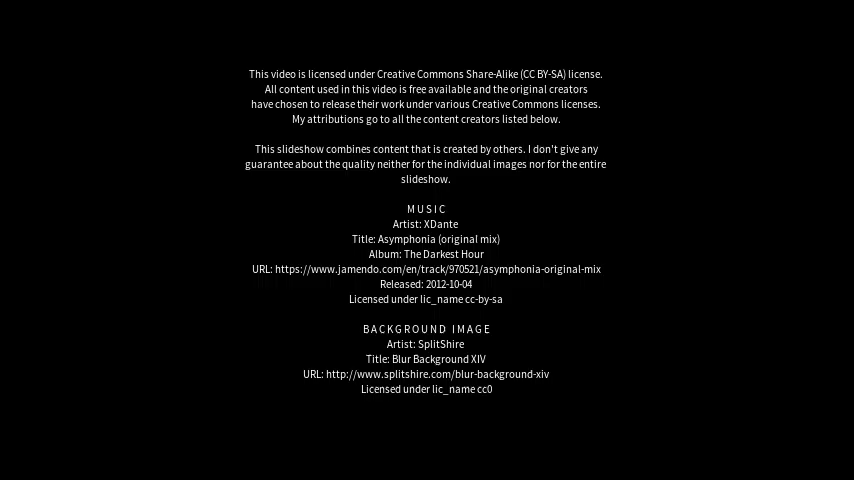 This video is licensed under Creative Commons Share-Alike (CC BY-SA) license.
All content used in this video is free available and the original creators
have chosen to release their work under various Creative Commons licenses.
My attributions go to all the content creators listed below.
This slideshow combines content that is created by others. I don't give any
guarantee about the quality neither for the individual images nor for the entire
slideshow.
MUSIC
Artist: XDante
Title: Asymphonia (original mix)
Album: The Darkest Hour
URL: https://www.jamendo.com/en/track/970521/asymphonia-original-mix
Released: 2012-10-04
Licensed under lic_name cc-by-sa
BACKGROUND IMAGE
Artist: SplitShire
Title: Blur Background XIV
URL: http://www.splitshire.com/blur-background-xiv
Licensed under lic_name cc0